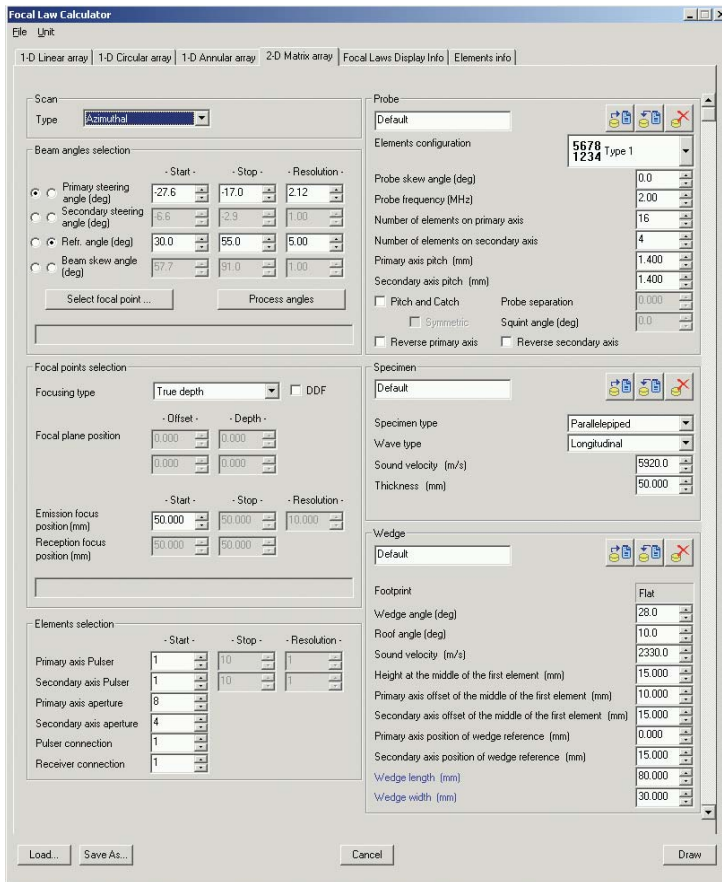 Focal Law Calculator
File Unit
1-D Linear array 1-D Circular array 1-D Annular array 2-D Matrix array Focal Laws Display Info Elements info
Scan
Type Azimuthal
Beam angles selection
- Start - - Stop - - Resolution -
Primary steering angle (deg) -27.6 -17.0 2.12
Secondary steering angle (deg) -6.6 -2.9 1.00
Refr. angle (deg) 30.0 55.0 5.00
Beam skew angle (deg) 57.7 91.0 1.00
Select focal point ... Process angles
Focal points selection
Focusing type True depth DDF
- Offset - - Depth -
Focal plane position 0.000 0.000
0.000 0.000
- Start - - Stop - - Resolution -
Emission focus position (mm) 50.000 50.000 10.000
Reception focus position (mm) 50.000 50.000
Elements selection
- Start - - Stop - - Resolution -
Primary axis Pulser 1 10 1
Secondary axis Pulser 1 10 1
Primary axis aperture 8
Secondary axis aperture 4
Pulser connection 1
Receiver connection 1
Probe
Default
Elements configuration 5678 1234 Type 1
Probe skew angle (deg) 0.0
Probe frequency (MHz) 2.00
Number of elements on primary axis 16
Number of elements on secondary axis 4
Primary axis pitch (mm) 1.400
Secondary axis pitch (mm) 1.400
Pitch and Catch Probe separation 0.000
Symmetric Squint angle (deg) 0.0
Reverse primary axis Reverse secondary axis
Specimen
Default
Specimen type Parallelepiped
Wave type Longitudinal
Sound velocity (m/s) 5920.0
Thickness (mm) 50.000
Wedge
Default
Footprint Flat
Wedge angle (deg) 28.0
Roof angle (deg) 10.0
Sound velocity (m/s) 2330.0
Height at the middle of the first element (mm) 15.000
Primary axis offset of the middle of the first element (mm) 10.000
Secondary axis offset of the middle of the first element (mm) 15.000
Primary axis position of wedge reference (mm) 0.000
Secondary axis position of wedge reference (mm) 15.000
Wedge length (mm) 80.000
Wedge width (mm) 30.000
Load... Save As... Cancel Draw